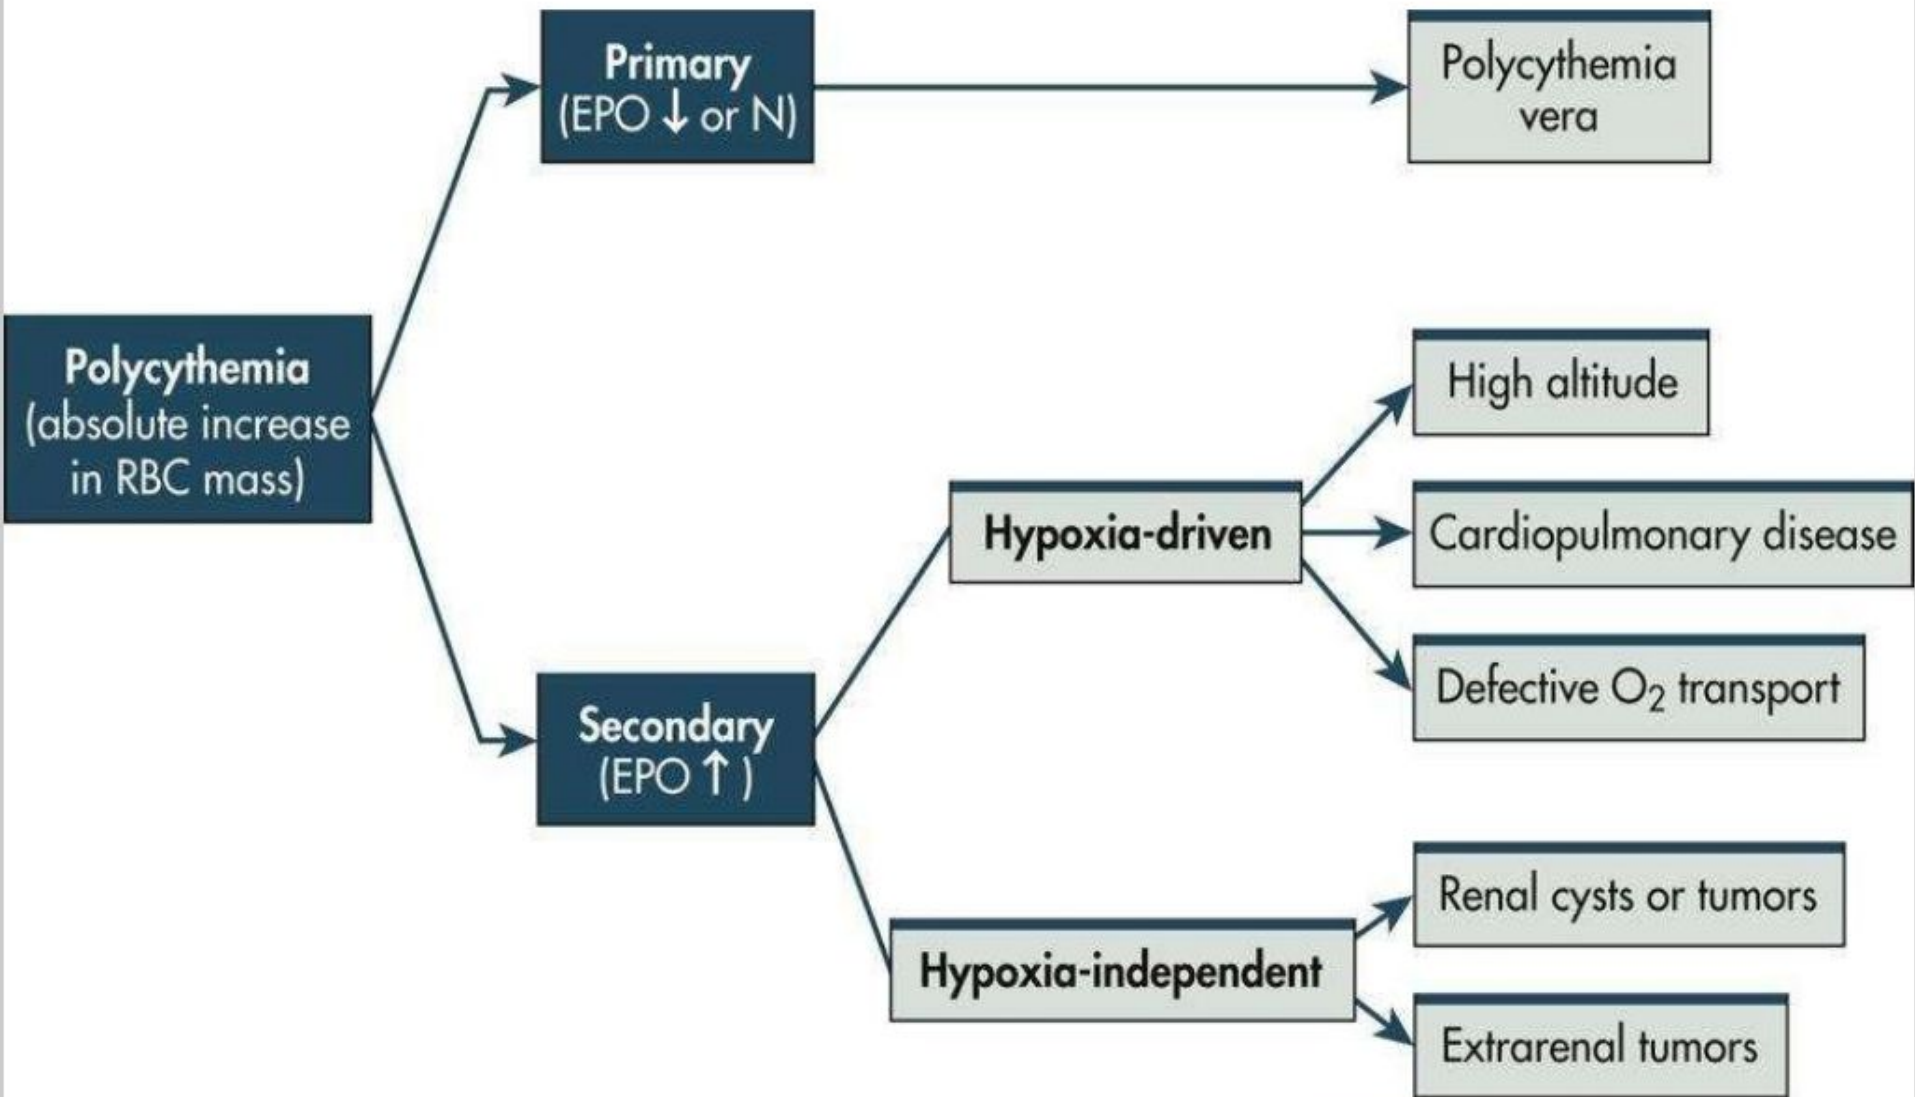 Primary
(EPO ↓ or N)
Polycythemia
vera
Polycythemia
(absolute increase
in RBC mass)
High altitude
Hypoxia-driven
Cardiopulmonary disease
Defective O₂ transport
Secondary
(EPO ↑ )
Renal cysts or tumors
Hypoxia-independent
Extrarenal tumors